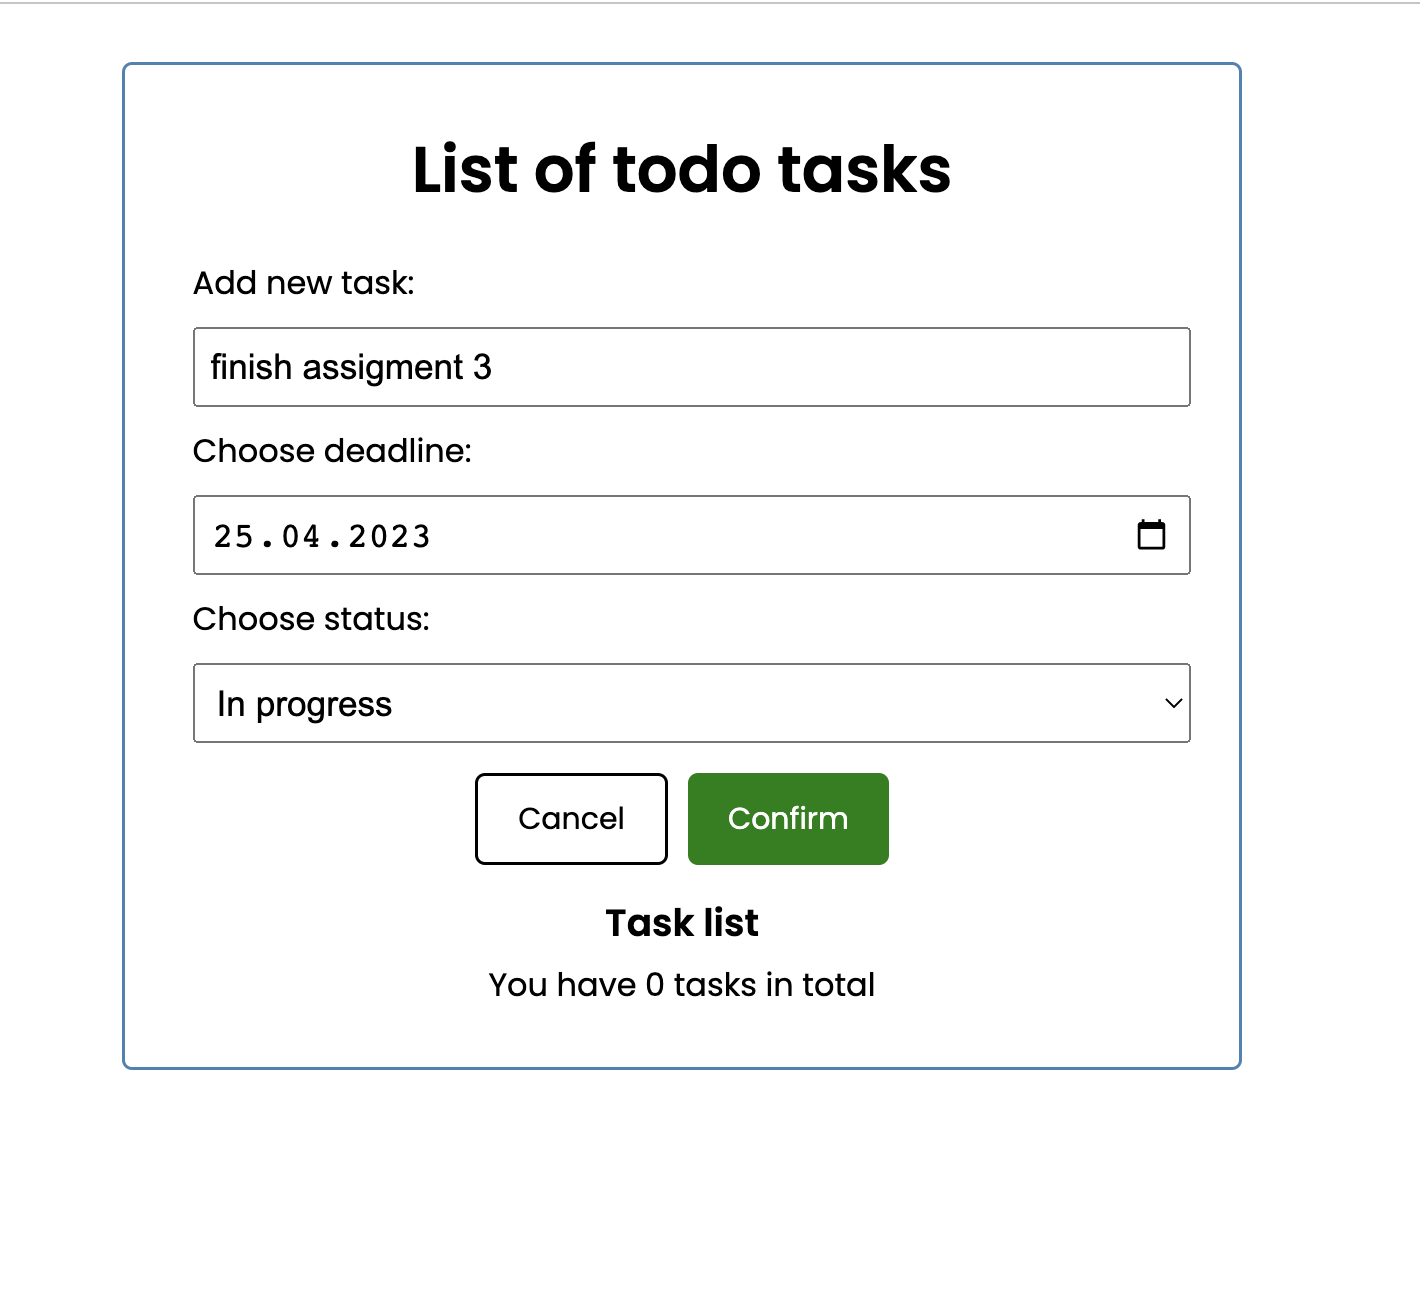 List of todo tasks
Add new task:
finish assigment 3
Choose deadline:
25.04.2023
Choose status:
In progress
Cancel Confirm
Task list
You have 0 tasks in total